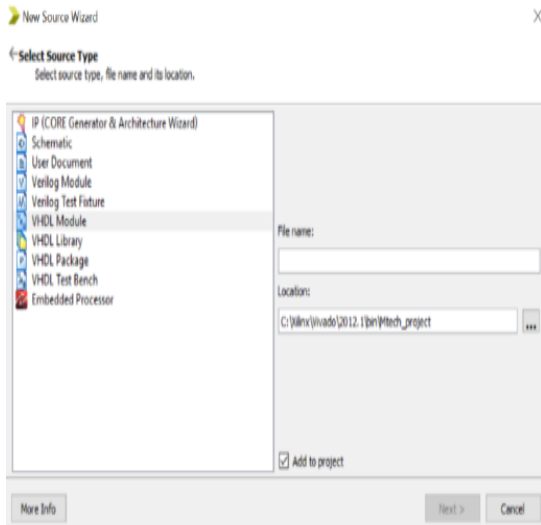 New Source Wizard
Select Source Type
Select source type, file name and its location.
IP (CORE Generator & Architecture Wizard)
Schematic
User Document
Verilog Module
Verilog Test Fixture
VHDL Module
VHDL Library
VHDL Package
VHDL Test Bench
Embedded Processor
File name:
Location:
C:\Xilinx\Vivado\2012.1\bin\Mtech_project
...
Add to project
More Info
Next >
Cancel